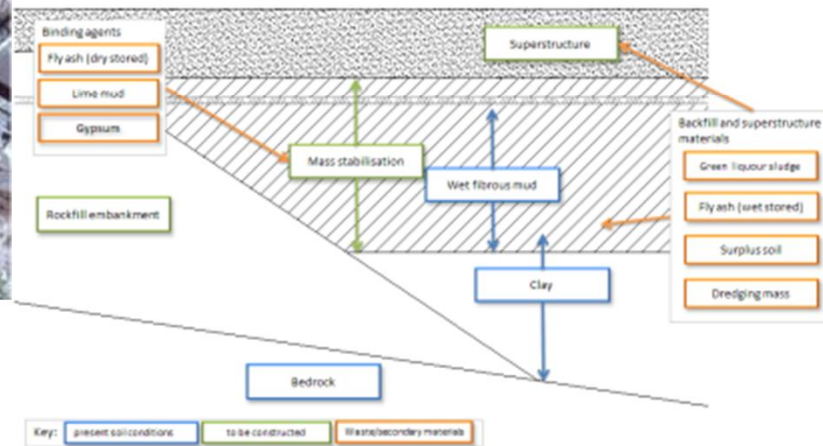 Binding agents
Fly ash (dry stored)
Lime mud
Gypsum
Superstructure
Backfill and superstructure
materials
Green liquour sludge
Fly ash (wet stored)
Surplus soil
Dredging mass
Mass stabilisation
Wet fibrous mud
Rockfill embankment
Clay
Bedrock
Key:
present soil conditions
to be constructed
Waste/secondary materials